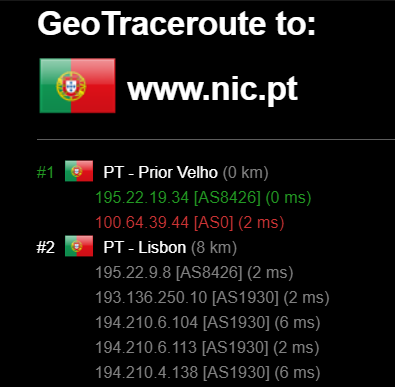 GeoTraceroute to:
www.nic.pt
#1 PT - Prior Velho (0 km)
195.22.19.34 [AS8426] (0 ms)
100.64.39.44 [AS0] (2 ms)
#2 PT - Lisbon (8 km)
195.22.9.8 [AS8426] (2 ms)
193.136.250.10 [AS1930] (2 ms)
194.210.6.104 [AS1930] (6 ms)
194.210.6.113 [AS1930] (2 ms)
194.210.4.138 [AS1930] (6 ms)